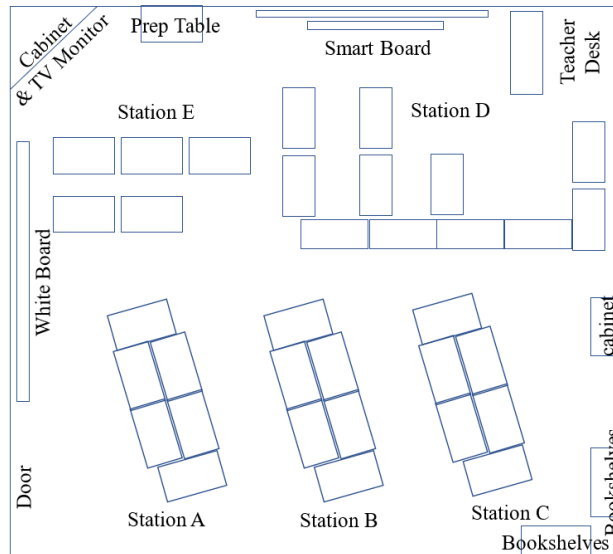 Cabinet
& TV Monitor
Prep Table
Smart Board
Teacher
Desk
Station E
Station D
White Board
cabinet
Door
Station A
Station B
Station C
Bookshelves
Bookshelves